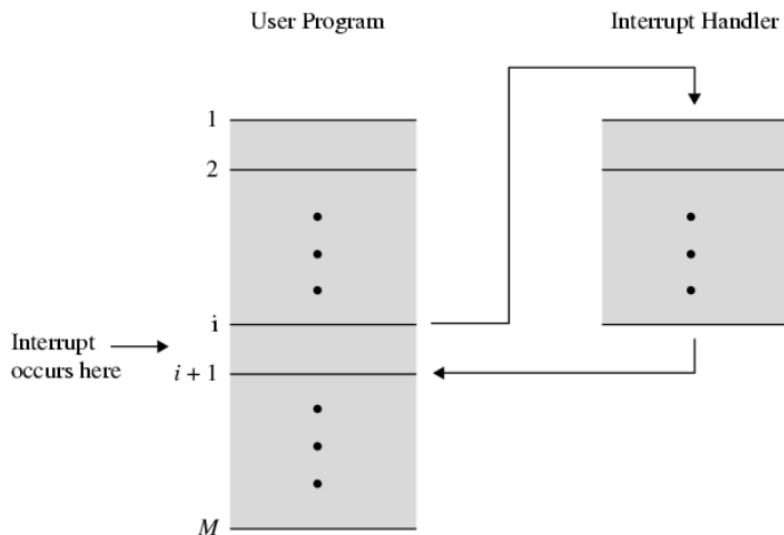 User Program
Interrupt Handler
1
2
i
Interrupt
occurs here
i + 1
M